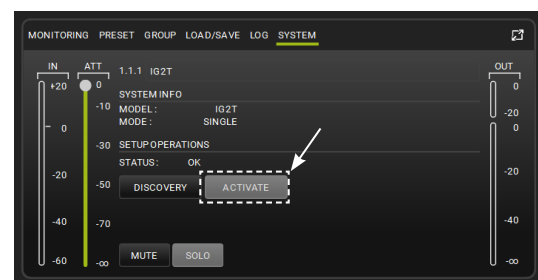 MONITORING PRESET GROUP LOAD/SAVE LOG SYSTEM
IN ATT 1.1.1 IG2T OUT
+20 0 0
SYSTEM INFO
-10 MODEL: IG2T -20
0 MODE: SINGLE 0
-30 SETUP OPERATIONS
STATUS: OK
-20 -20
-50 DISCOVERY ACTIVATE
-40 -70 -40
-60 -∞ MUTE SOLO -∞